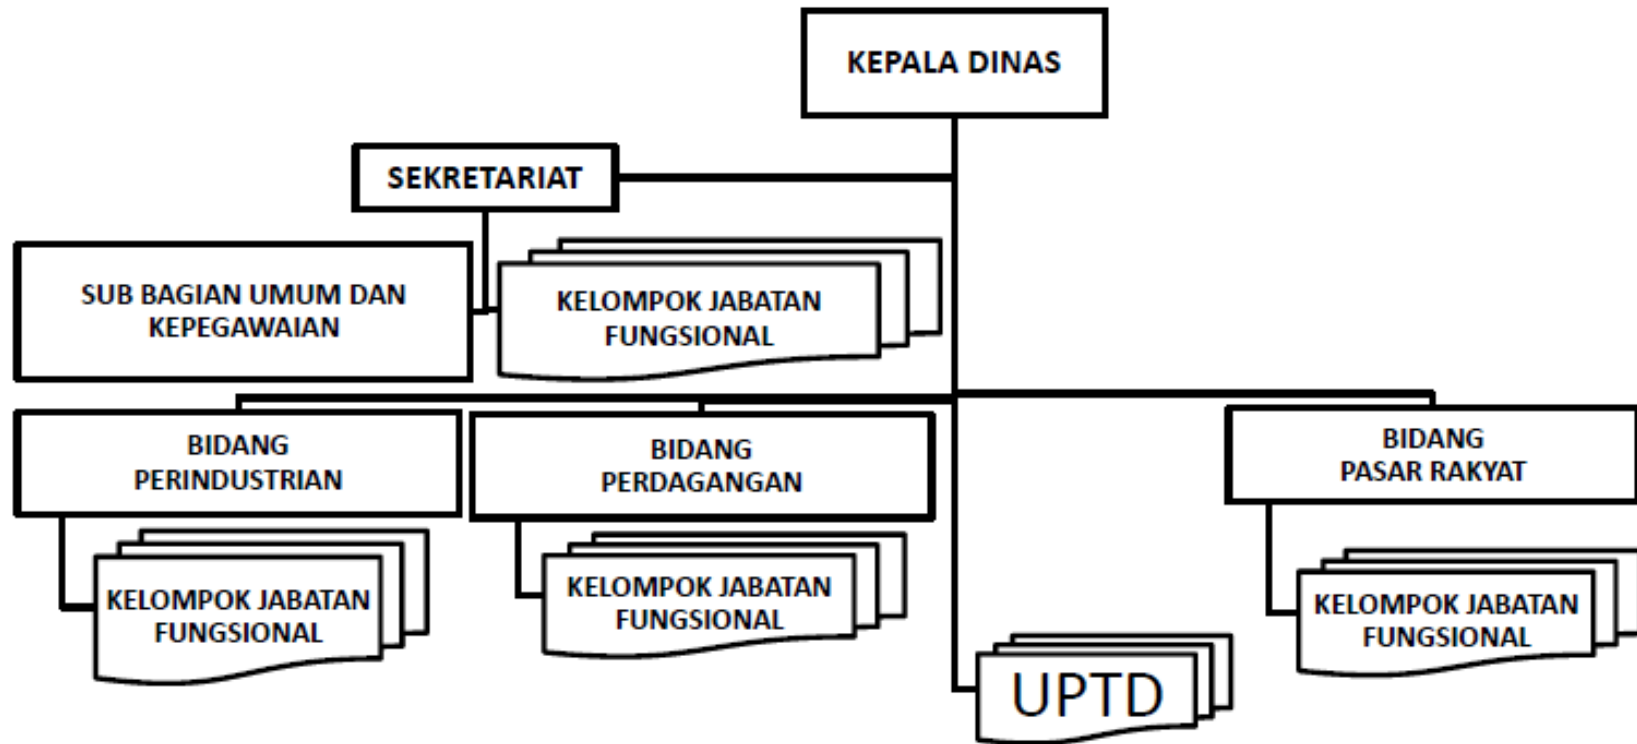 KEPALA DINAS
SEKRETARIAT
SUB BAGIAN UMUM DAN
KEPEGAWAIAN
KELOMPOK JABATAN
FUNGSIONAL
BIDANG
PERINDUSTRIAN
BIDANG
PERDAGANGAN
BIDANG
PASAR RAKYAT
KELOMPOK JABATAN
FUNGSIONAL
KELOMPOK JABATAN
FUNGSIONAL
KELOMPOK JABATAN
FUNGSIONAL
UPTD